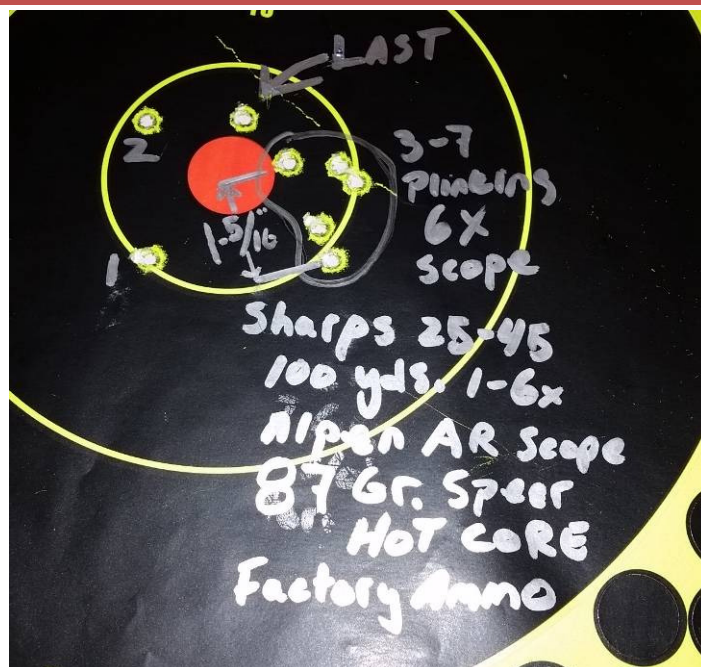 10
LAST
2
3-7
plinking
6X
scope
1-5/16"
1
Sharps 25-45
100 yds. 1-6x
Alpen AR Scope
87 Gr. Speer
HOT CORE
Factory Ammo